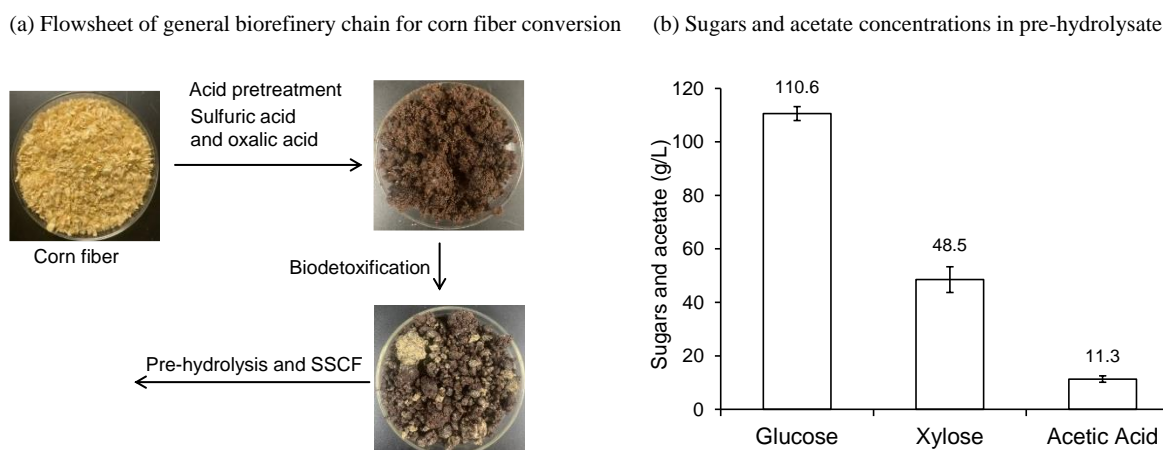 (a) Flowsheet of general biorefinery chain for corn fiber conversion
Acid pretreatment
Sulfuric acid
and oxalic acid
Corn fiber
Biodetoxification
Pre-hydrolysis and SSCF
(b) Sugars and acetate concentrations in pre-hydrolysate
Sugars and acetate (g/L)
120
100
80
60
40
20
0
110.6
48.5
11.3
Glucose
Xylose
Acetic Acid